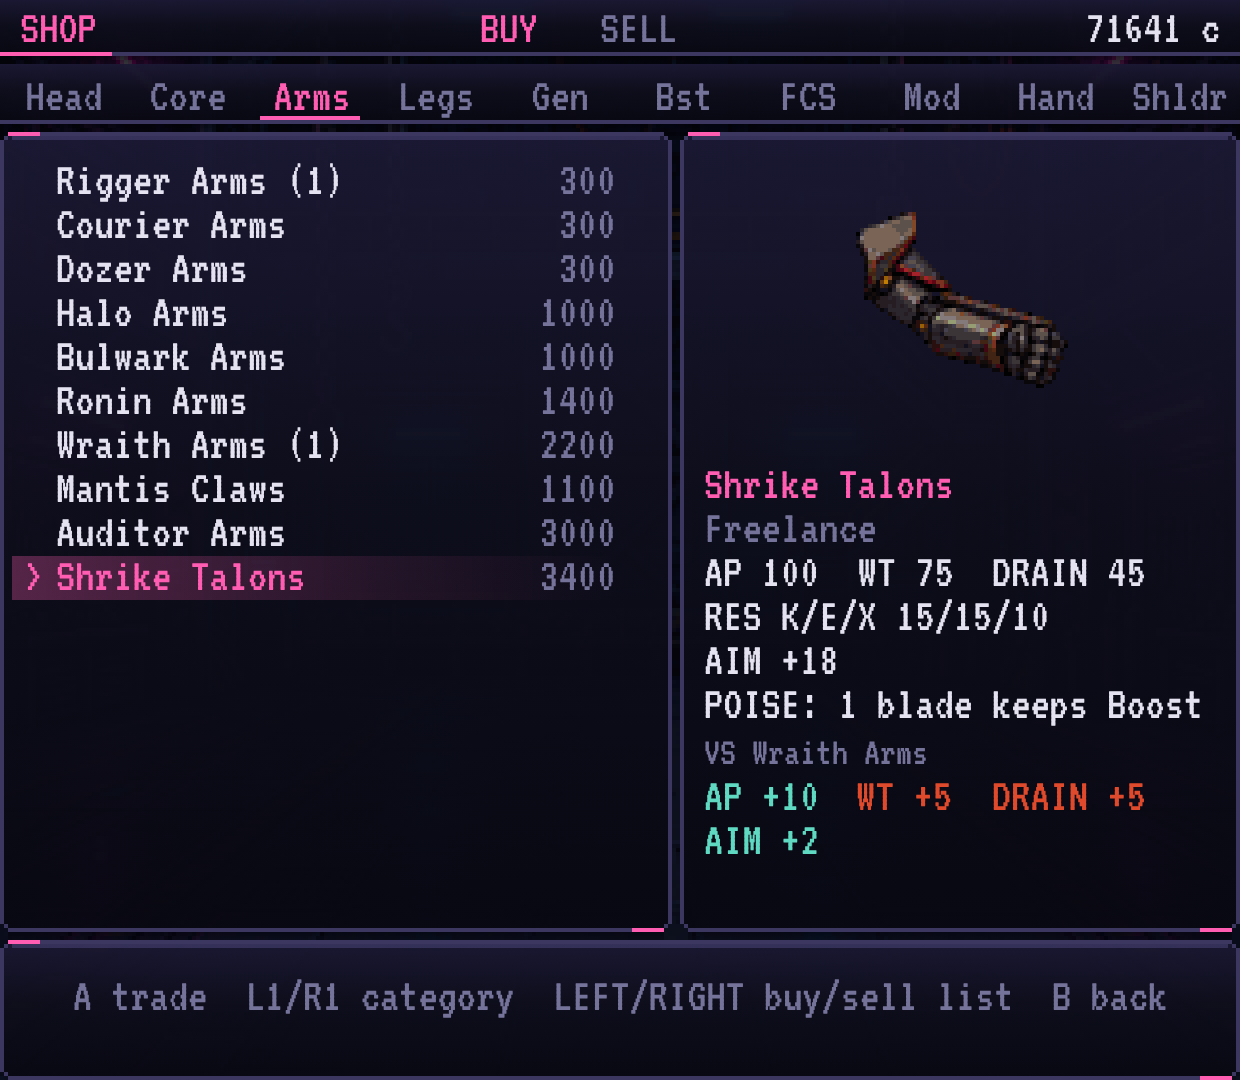 SHOP BUY SELL 71641 c
Head Core Arms Legs Gen Bst FCS Mod Hand Shldr
Rigger Arms (1) 300
Courier Arms 300
Dozer Arms 300
Halo Arms 1000
Bulwark Arms 1000
Ronin Arms 1400
Wraith Arms (1) 2200
Mantis Claws 1100
Auditor Arms 3000
> Shrike Talons 3400
Shrike Talons
Freelance
AP 100 WT 75 DRAIN 45
RES K/E/X 15/15/10
AIM +18
POISE: 1 blade keeps Boost
VS Wraith Arms
AP +10 WT +5 DRAIN +5
AIM +2
A trade L1/R1 category LEFT/RIGHT buy/sell list B back